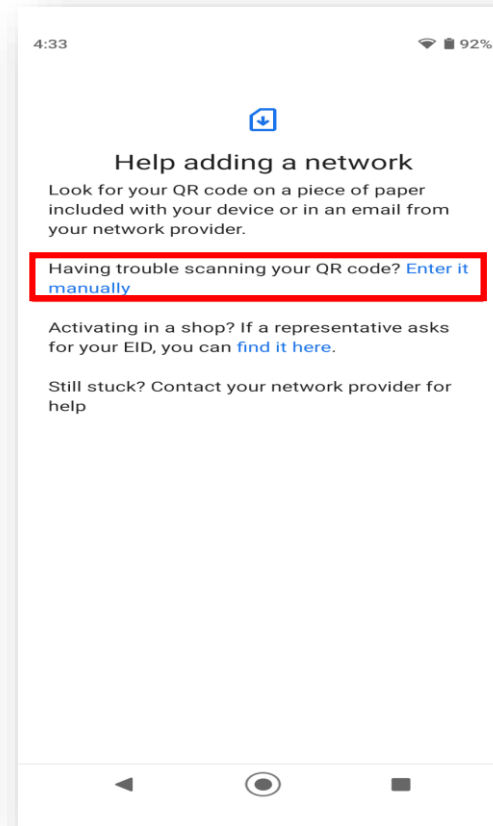 4:33 92%
Help adding a network
Look for your QR code on a piece of paper
included with your device or in an email from
your network provider.
Having trouble scanning your QR code? Enter it
manually
Activating in a shop? If a representative asks
for your EID, you can find it here.
Still stuck? Contact your network provider for
help